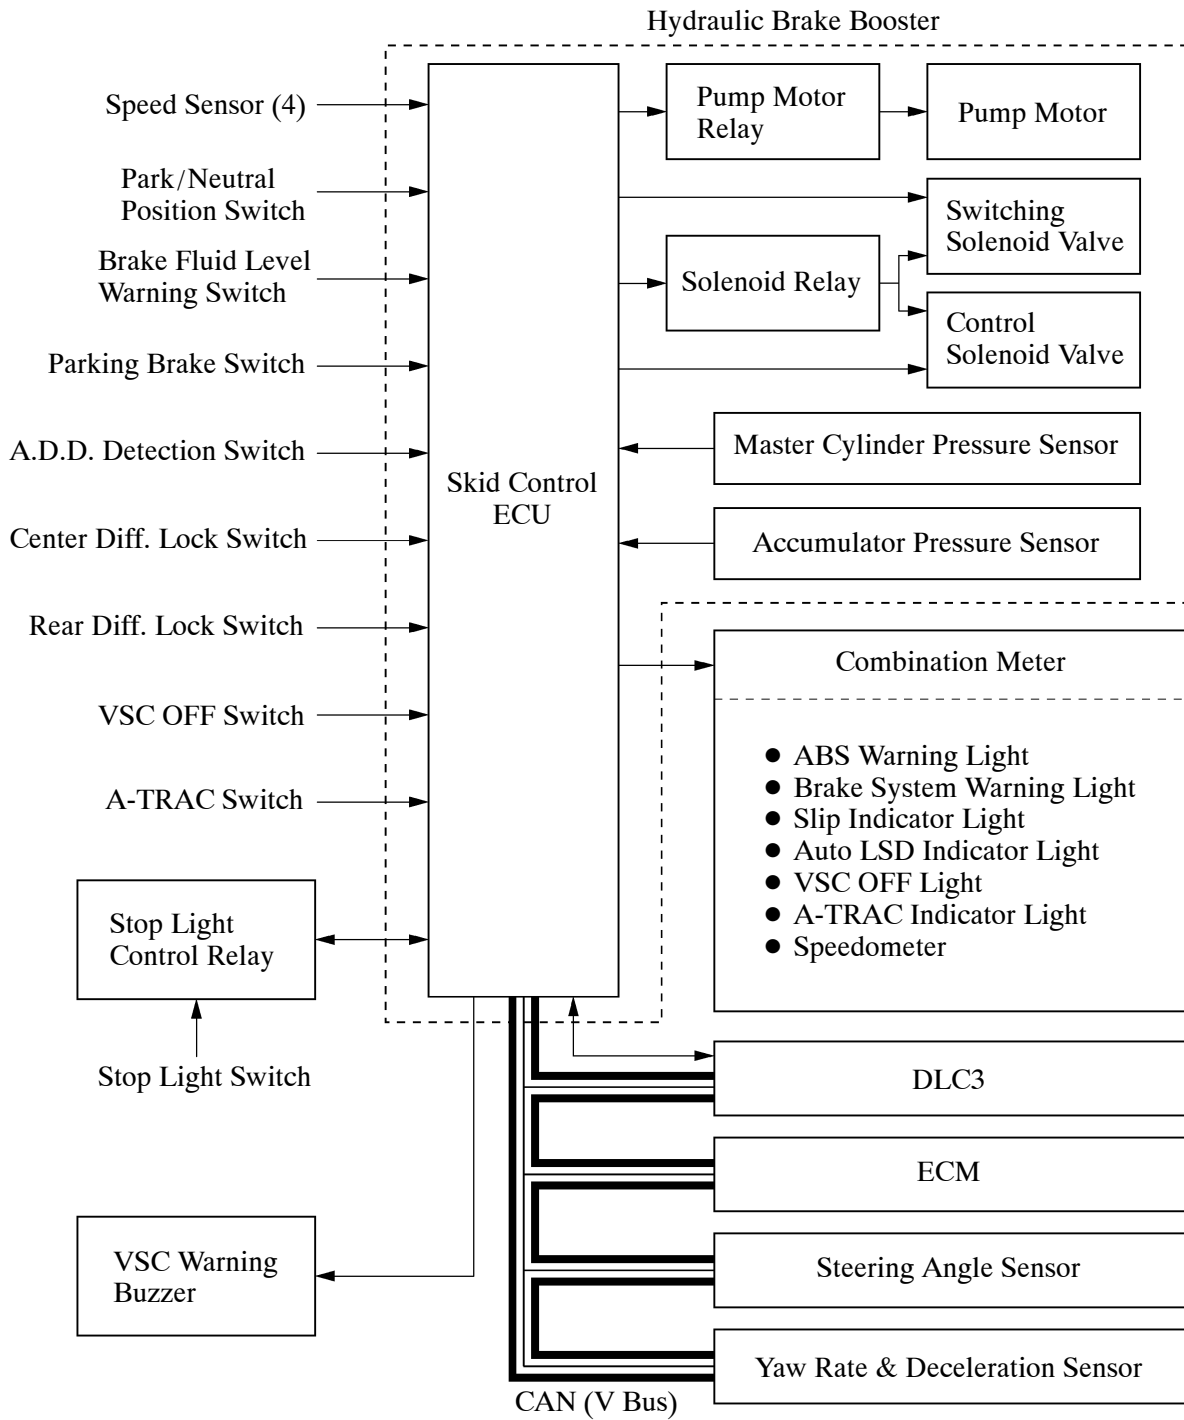 Hydraulic Brake Booster
Speed Sensor (4)
Park/Neutral
Position Switch
Brake Fluid Level
Warning Switch
Parking Brake Switch
A.D.D. Detection Switch
Center Diff. Lock Switch
Rear Diff. Lock Switch
VSC OFF Switch
A-TRAC Switch
Stop Light
Control Relay
Stop Light Switch
VSC Warning
Buzzer
Skid Control
ECU
Pump Motor
Relay
Pump Motor
Switching
Solenoid Valve
Solenoid Relay
Control
Solenoid Valve
Master Cylinder Pressure Sensor
Accumulator Pressure Sensor
Combination Meter
● ABS Warning Light
● Brake System Warning Light
● Slip Indicator Light
● Auto LSD Indicator Light
● VSC OFF Light
● A-TRAC Indicator Light
● Speedometer
DLC3
ECM
Steering Angle Sensor
Yaw Rate & Deceleration Sensor
CAN (V Bus)